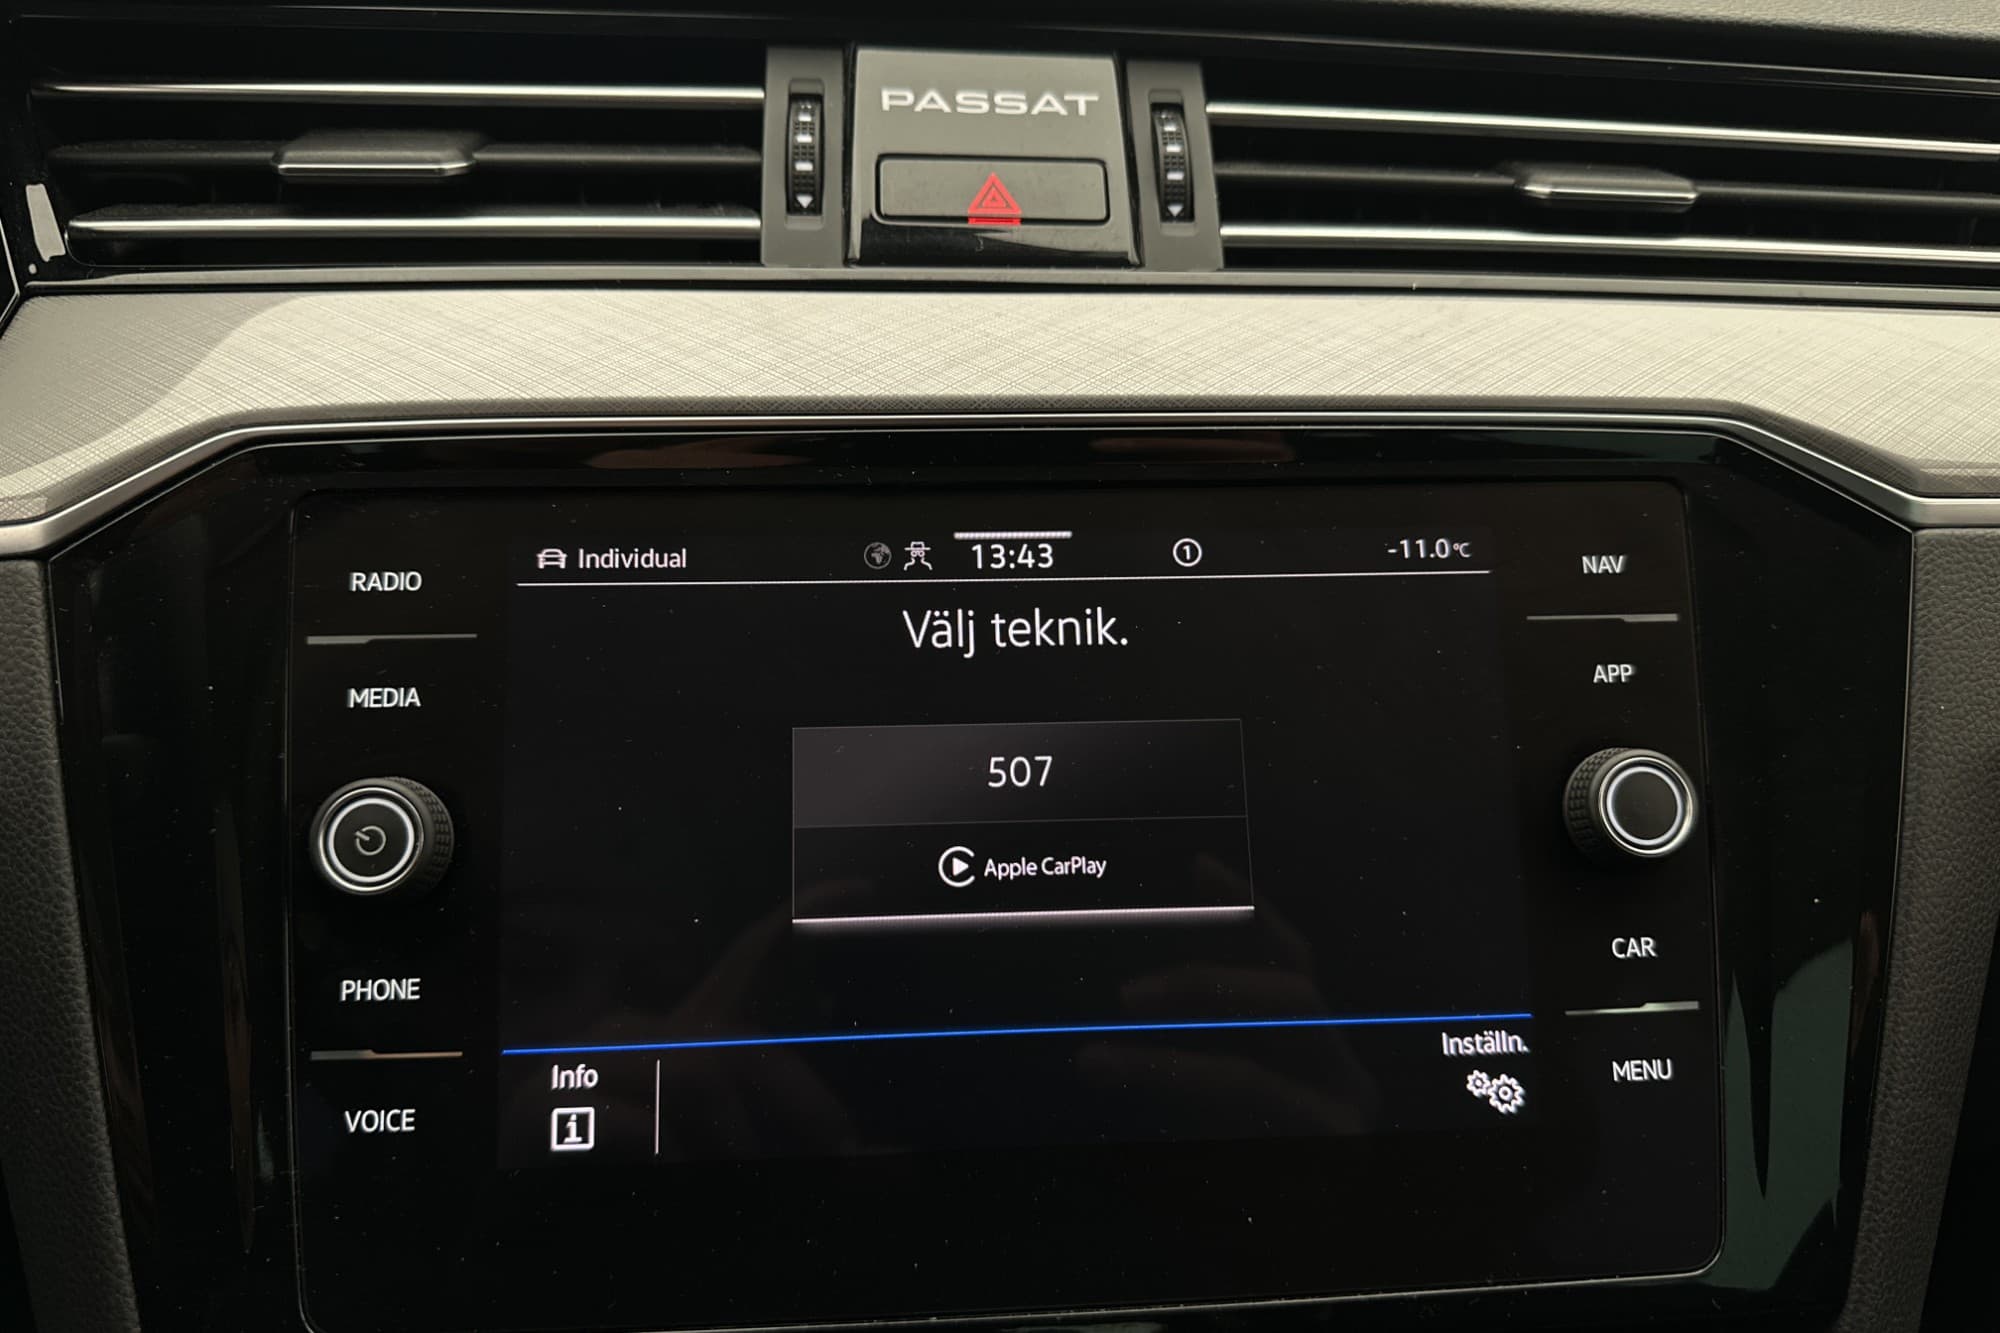 PASSAT
Individual 13:43 1 -11.0°C
Välj teknik.
507
Apple CarPlay
Info
Inställn.
RADIO
MEDIA
PHONE
VOICE
NAV
APP
CAR
MENU